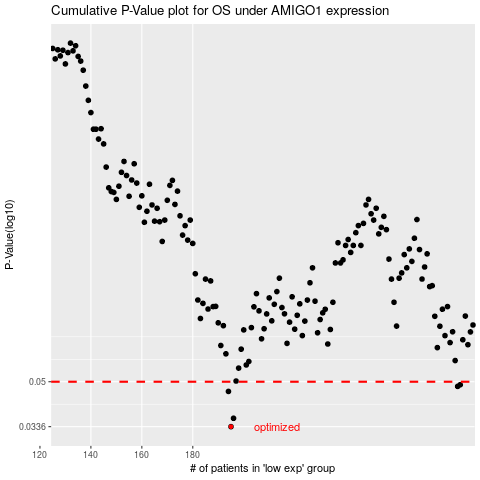 Cumulative P-Value plot for OS under AMIGO1 expression
P-Value(log10)
0.05
0.0336
optimized
120 140 160 180
# of patients in 'low exp' group